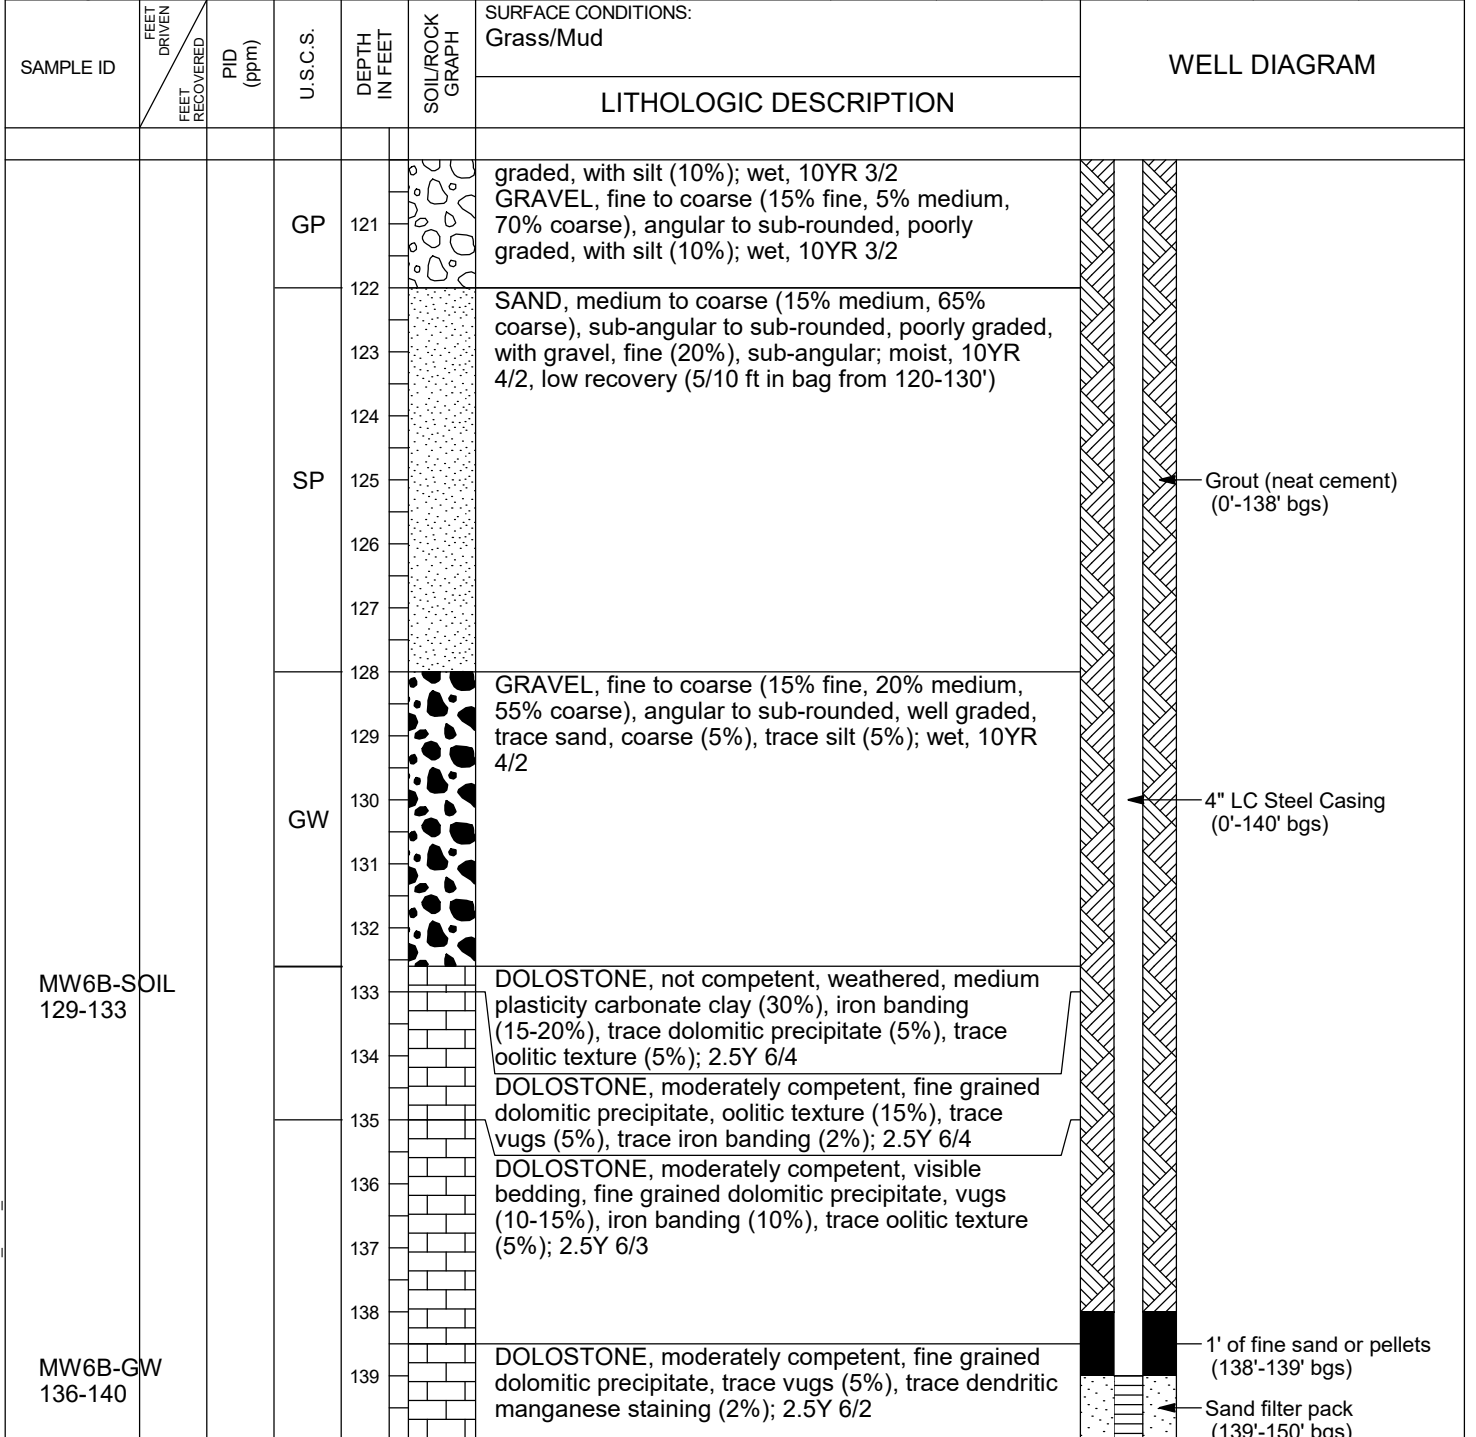 SAMPLE ID
FEET DRIVEN
FEET RECOVERED
PID (ppm)
U.S.C.S.
DEPTH IN FEET
SOIL/ROCK GRAPH
SURFACE CONDITIONS:
Grass/Mud
LITHOLOGIC DESCRIPTION
WELL DIAGRAM
graded, with silt (10%); wet, 10YR 3/2
GRAVEL, fine to coarse (15% fine, 5% medium,
70% coarse), angular to sub-rounded, poorly
graded, with silt (10%); wet, 10YR 3/2
GP
121
122
SAND, medium to coarse (15% medium, 65%
coarse), sub-angular to sub-rounded, poorly graded,
with gravel, fine (20%), sub-angular; moist, 10YR
4/2, low recovery (5/10 ft in bag from 120-130')
123
124
SP
125
Grout (neat cement)
(0'-138' bgs)
126
127
128
GRAVEL, fine to coarse (15% fine, 20% medium,
55% coarse), angular to sub-rounded, well graded,
trace sand, coarse (5%), trace silt (5%); wet, 10YR
4/2
129
130
GW
4" LC Steel Casing
(0'-140' bgs)
131
132
MW6B-SOIL
129-133
133
DOLOSTONE, not competent, weathered, medium
plasticity carbonate clay (30%), iron banding
(15-20%), trace dolomitic precipitate (5%), trace
oolitic texture (5%); 2.5Y 6/4
134
DOLOSTONE, moderately competent, fine grained
dolomitic precipitate, oolitic texture (15%), trace
vugs (5%), trace iron banding (2%); 2.5Y 6/4
135
DOLOSTONE, moderately competent, visible
bedding, fine grained dolomitic precipitate, vugs
(10-15%), iron banding (10%), trace oolitic texture
(5%); 2.5Y 6/3
136
137
138
1' of fine sand or pellets
(138'-139' bgs)
MW6B-GW
136-140
139
DOLOSTONE, moderately competent, fine grained
dolomitic precipitate, trace vugs (5%), trace dendritic
manganese staining (2%); 2.5Y 6/2
Sand filter pack
(139'-150' bgs)